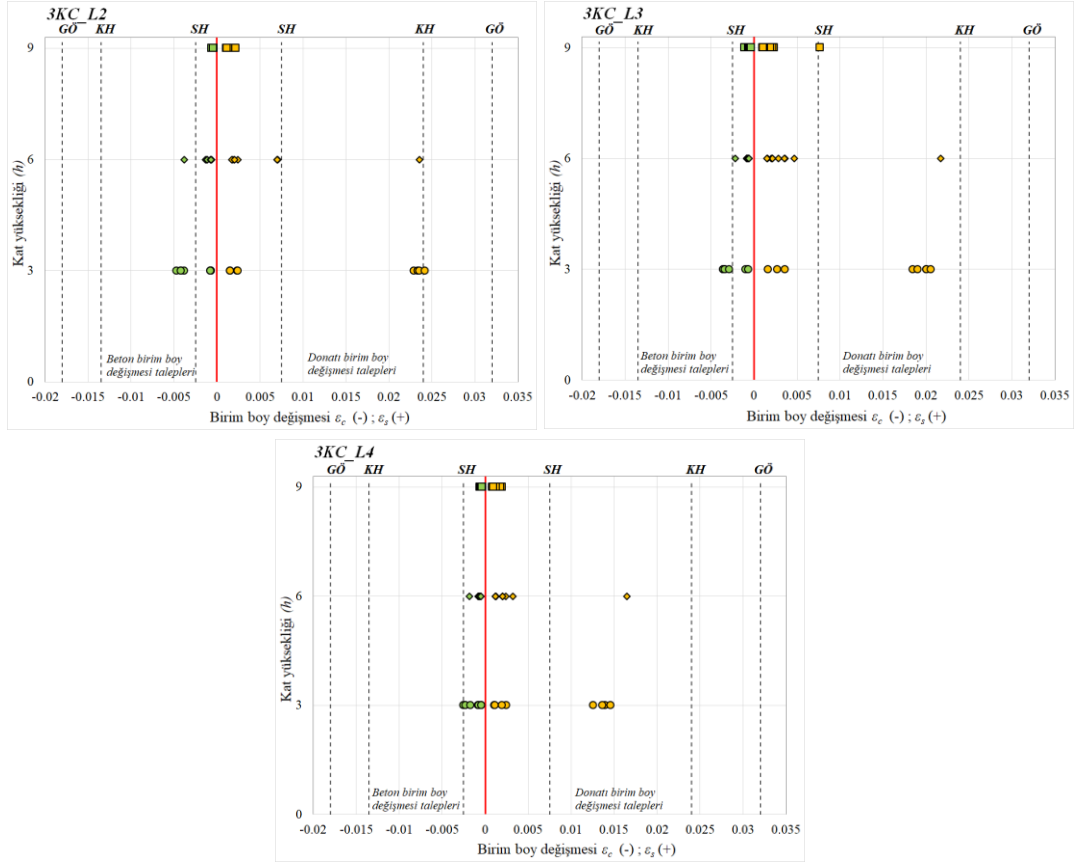 3KC_L2
GÖ KH SH SH KH GÖ
9
6
3
0
Kat yüksekliği (h)
Beton birim boy
değişmesi talepleri
Donatı birim boy
değişmesi talepleri
-0.02 -0.015 -0.01 -0.005 0 0.005 0.01 0.015 0.02 0.025 0.03 0.035
Birim boy değişmesi εc (-) ; εs (+)
3KC_L3
GÖ KH SH SH KH GÖ
9
6
3
0
Kat yüksekliği (h)
Beton birim boy
değişmesi talepleri
Donatı birim boy
değişmesi talepleri
-0.02 -0.015 -0.01 -0.005 0 0.005 0.01 0.015 0.02 0.025 0.03 0.035
Birim boy değişmesi εc (-) ; εs (+)
3KC_L4
GÖ KH SH SH KH GÖ
9
6
3
0
Kat yüksekliği (h)
Beton birim boy
değişmesi talepleri
Donatı birim boy
değişmesi talepleri
-0.02 -0.015 -0.01 -0.005 0 0.005 0.01 0.015 0.02 0.025 0.03 0.035
Birim boy değişmesi εc (-) ; εs (+)